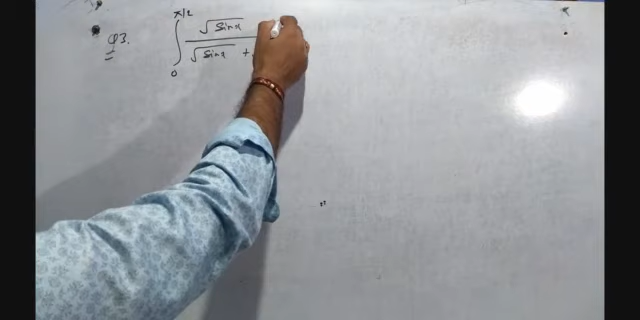 Q3. ∫₀^π/2 √sinx / √sinx +